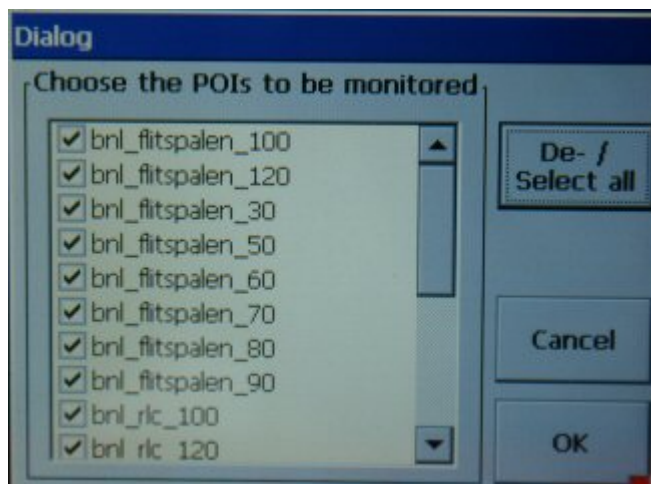 Dialog
Choose the POIs to be monitored
bnl_flitspalen_100
bnl_flitspalen_120
bnl_flitspalen_30
bnl_flitspalen_50
bnl_flitspalen_60
bnl_flitspalen_70
bnl_flitspalen_80
bnl_flitspalen_90
bnl_rlc_100
bnl_rlc_120
De- /
Select all
Cancel
OK